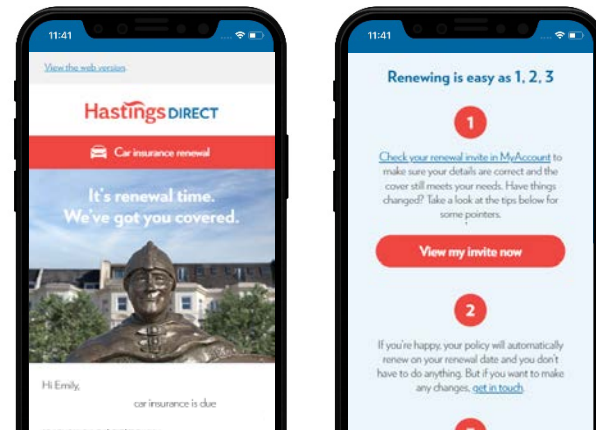 11:41
View the web version
Hastings DIRECT
Car insurance renewal
It's renewal time.
We've got you covered.
Hi Emily,
car insurance is due
11:41
Renewing is easy as 1, 2, 3
1
Check your renewal invite in MyAccount to
make sure your details are correct and the
cover still meets your needs. Have things
changed? Take a look at the tips below for
some pointers.
View my invite now
2
If you're happy, your policy will automatically
renew on your renewal date and you don't
have to do anything. But if you want to make
any changes, get in touch.